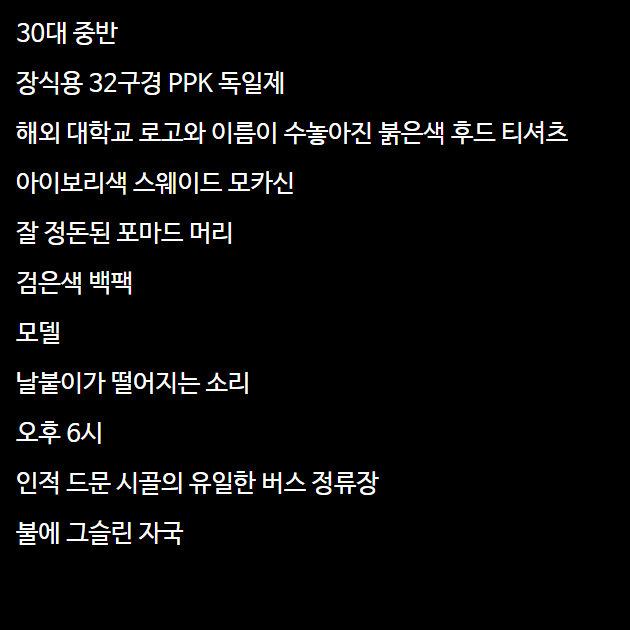 30대 중반
장식용 32구경 PPK 독일제
해외 대학교 로고와 이름이 수놓아진 붉은색 후드 티셔츠
아이보리색 스웨이드 모카신
잘 정돈된 포마드 머리
검은색 백팩
모델
날붙이가 떨어지는 소리
오후 6시
인적 드문 시골의 유일한 버스 정류장
불에 그슬린 자국